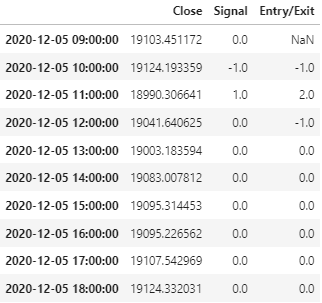 Close Signal Entry/Exit
2020-12-05 09:00:00 19103.451172 0.0 NaN
2020-12-05 10:00:00 19124.193359 -1.0 -1.0
2020-12-05 11:00:00 18990.306641 1.0 2.0
2020-12-05 12:00:00 19041.640625 0.0 -1.0
2020-12-05 13:00:00 19003.183594 0.0 0.0
2020-12-05 14:00:00 19083.007812 0.0 0.0
2020-12-05 15:00:00 19095.314453 0.0 0.0
2020-12-05 16:00:00 19095.226562 0.0 0.0
2020-12-05 17:00:00 19107.542969 0.0 0.0
2020-12-05 18:00:00 19124.332031 0.0 0.0